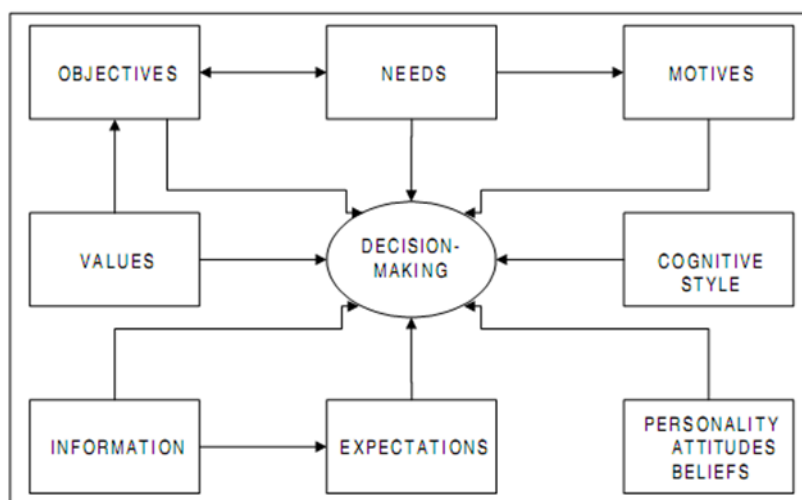 OBJECTIVES
NEEDS
MOTIVES
VALUES
DECISION-
MAKING
COGNITIVE
STYLE
INFORMATION
EXPECTATIONS
PERSONALITY
ATTITUDES
BELIEFS